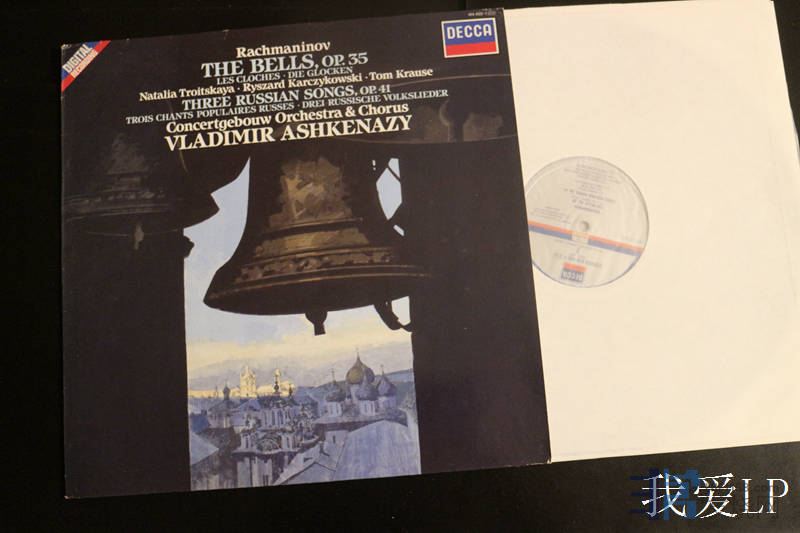 DIGITAL
RECORDING
DECCA
Rachmaninov
THE BELLS, OP. 35
LES CLOCHES · DIE GLOCKEN
Natalia Troitskaya · Ryszard Karczykowski · Tom Krause
THREE RUSSIAN SONGS, OP. 41
TROIS CHANTS POPULAIRES RUSSES · DREI RUSSISCHE VOLKSLIEDER
Concertgebouw Orchestra & Chorus
VLADIMIR ASHKENAZY
DECCA
我爱LP